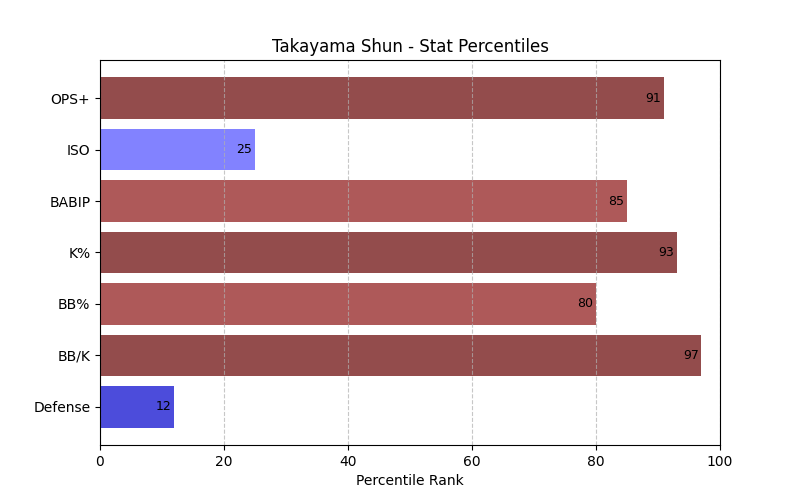 Takayama Shun - Stat Percentiles
OPS+ 91
ISO 25
BABIP 85
K% 93
BB% 80
BB/K 97
Defense 12
0 20 40 60 80 100
Percentile Rank